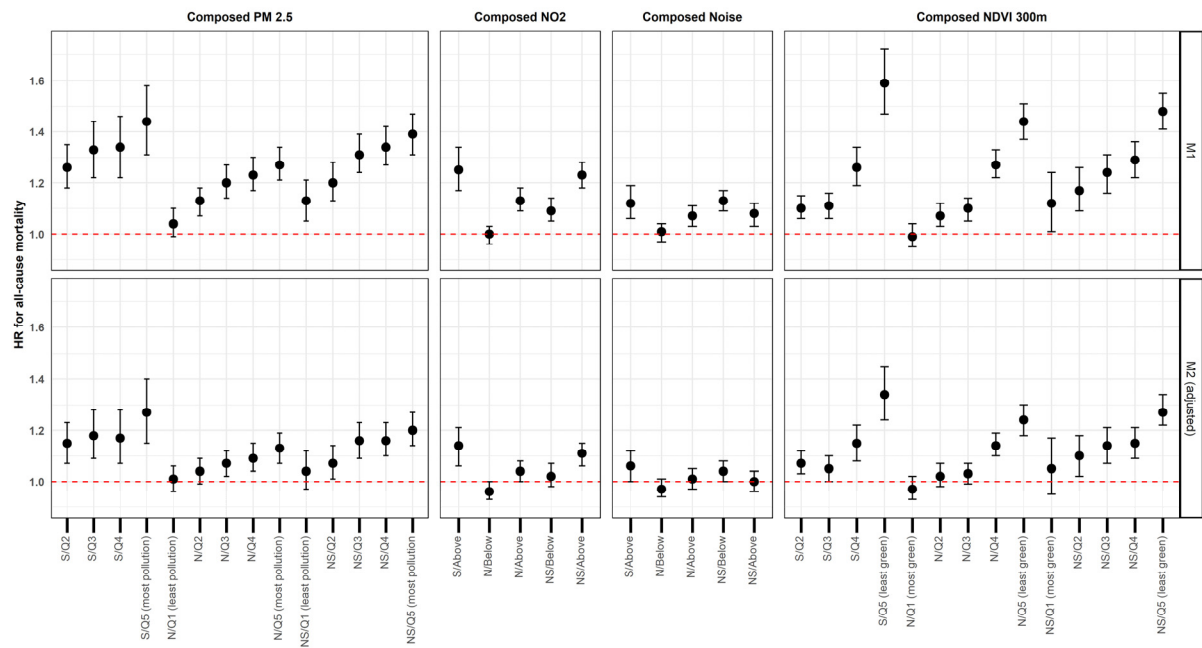 Composed PM 2.5
Composed NO2
Composed Noise
Composed NDVI 300m
HR for all-cause mortality
1.6
1.4
1.2
1.0
M1
1.6
1.4
1.2
1.0
M2 (adjusted)
S/Q2
S/Q3
S/Q4
S/Q5 (most pollution)
N/Q1 (least pollution)
N/Q2
N/Q3
N/Q4
N/Q5 (most pollution)
NS/Q1 (least pollution)
NS/Q2
NS/Q3
NS/Q4
NS/Q5 (most pollution
S/Above
N/Below
N/Above
NS/Below
NS/Above
S/Above
N/Below
N/Above
NS/Below
NS/Above
S/Q2
S/Q3
S/Q4
S/Q5 (least green)
N/Q1 (most green)
N/Q2
N/Q3
N/Q4
N/Q5 (least green)
NS/Q1 (most green)
NS/Q2
NS/Q3
NS/Q4
NS/Q5 (least green)